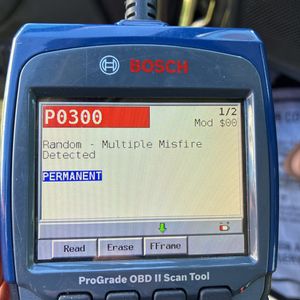 BOSCH
P0300
1/2
Mod $00
Random - Multiple Misfire
Detected
PERMANENT
Read Erase FFrame
ProGrade OBD II Scan Tool